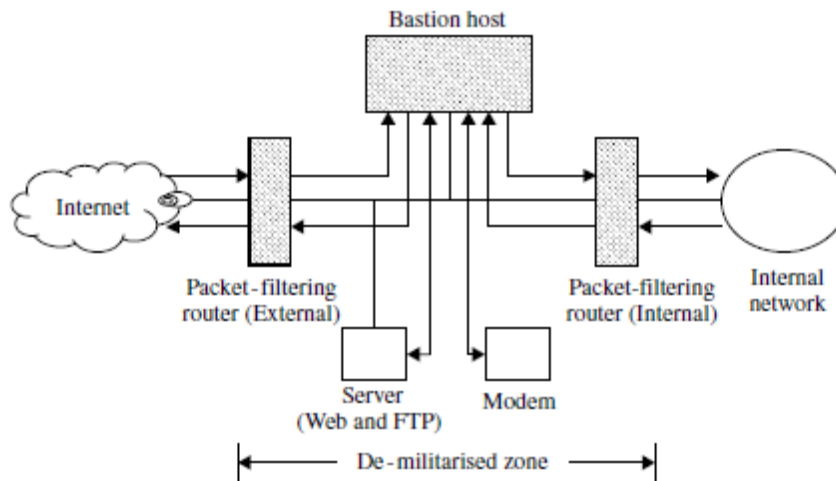 Bastion host
Internet
Packet-filtering
router (External)
Packet-filtering
router (Internal)
Internal
network
Server
(Web and FTP)
Modem
De-militarised zone